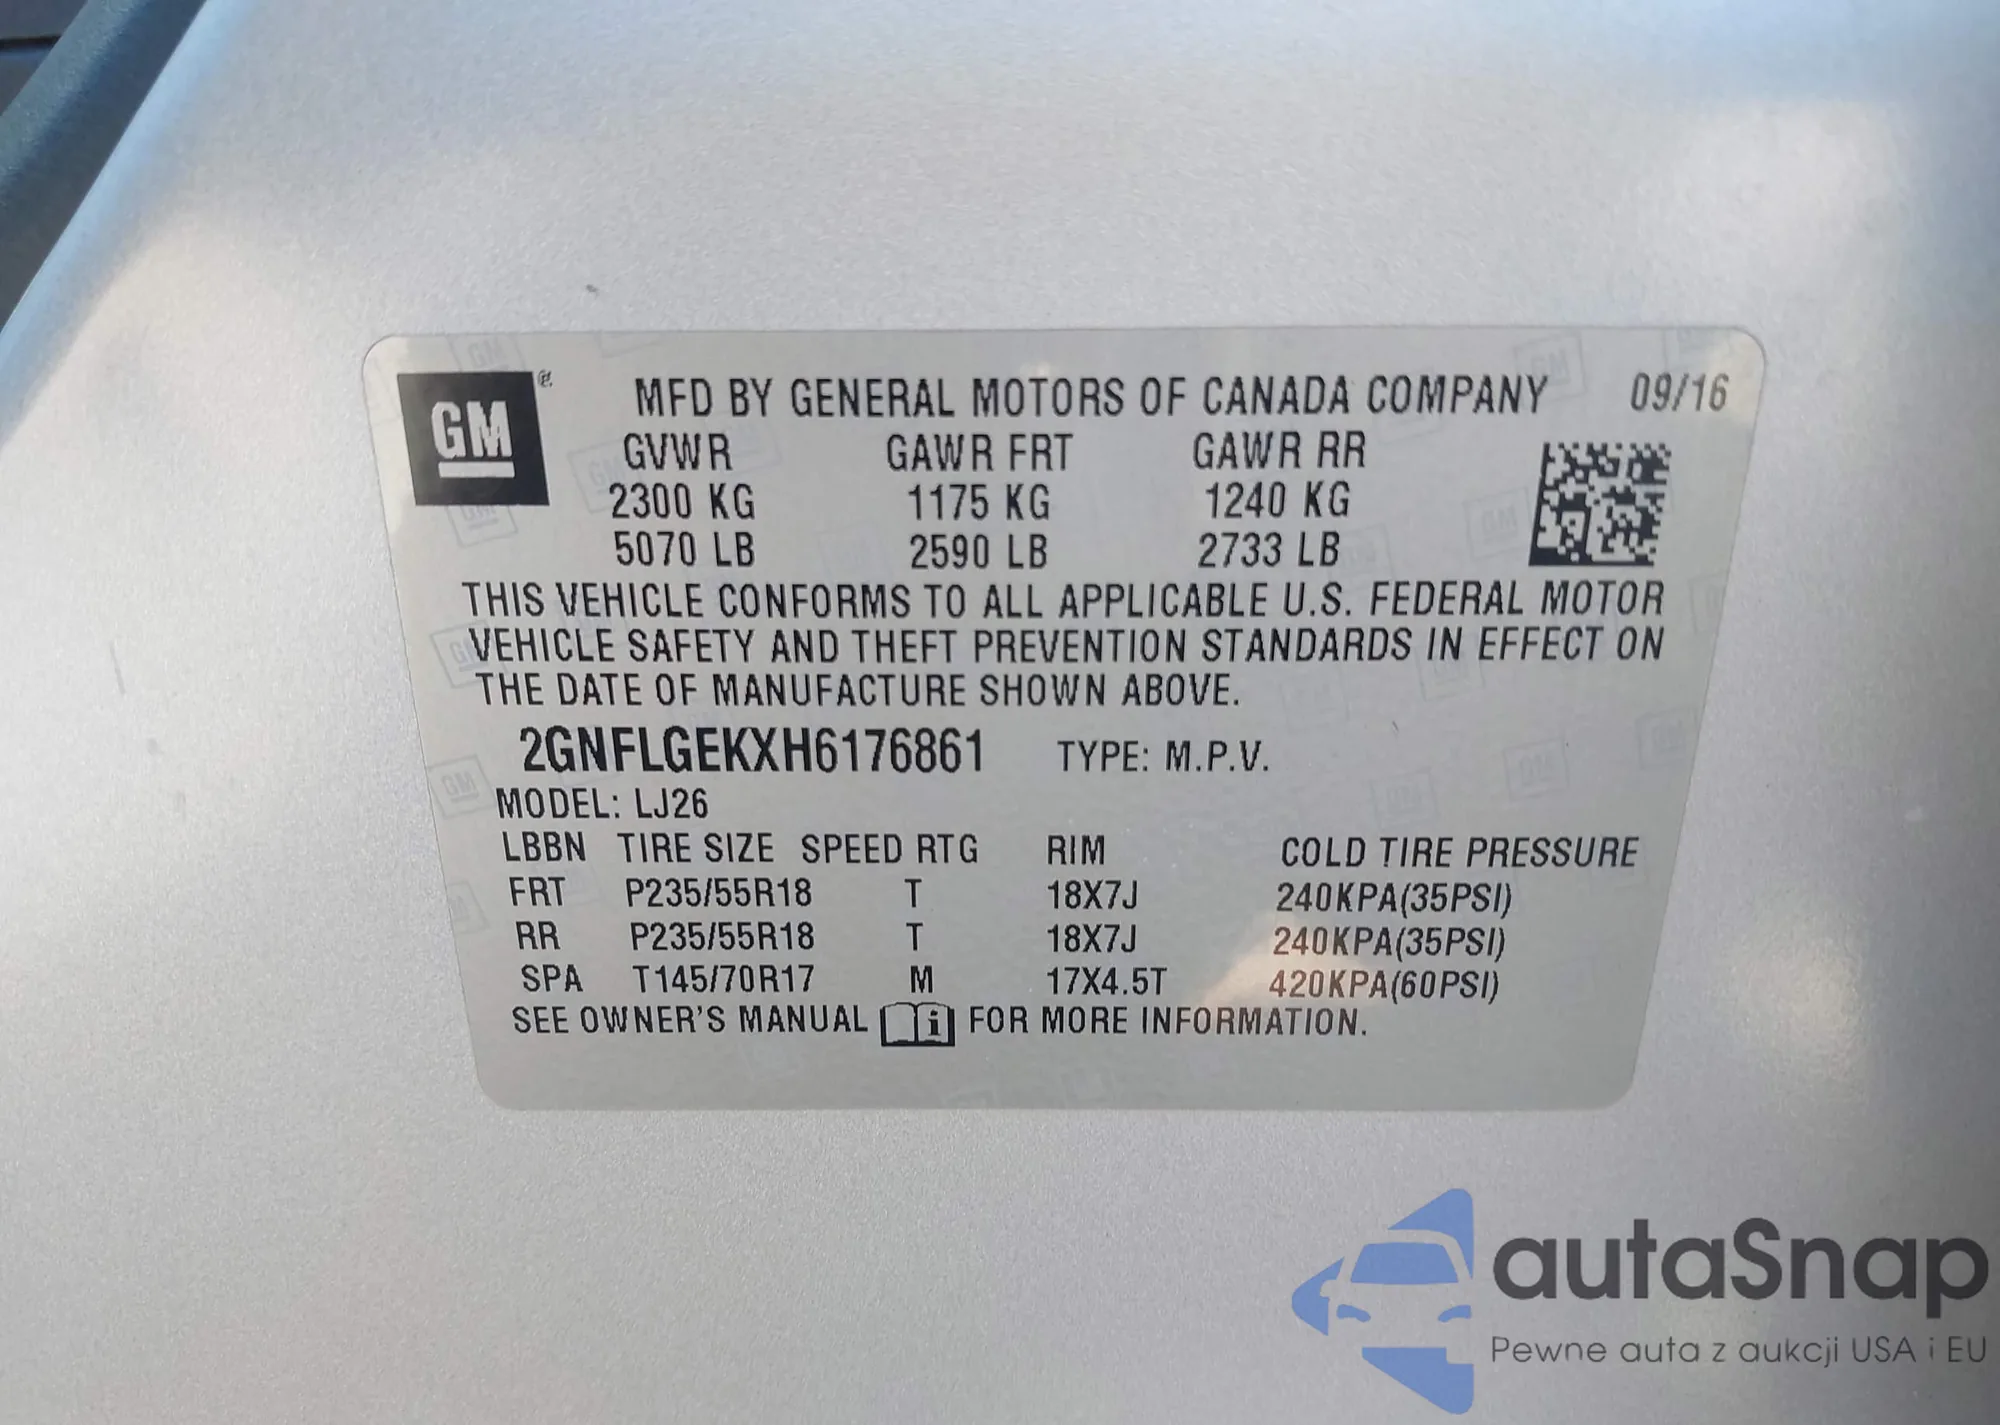 GM
MFD BY GENERAL MOTORS OF CANADA COMPANY 09/16
GVWR GAWR FRT GAWR RR
2300 KG 1175 KG 1240 KG
5070 LB 2590 LB 2733 LB
THIS VEHICLE CONFORMS TO ALL APPLICABLE U.S. FEDERAL MOTOR
VEHICLE SAFETY AND THEFT PREVENTION STANDARDS IN EFFECT ON
THE DATE OF MANUFACTURE SHOWN ABOVE.
2GNFLGEKXH6176861 TYPE: M.P.V.
MODEL: LJ26
LBBN TIRE SIZE SPEED RTG RIM COLD TIRE PRESSURE
FRT P235/55R18 T 18X7J 240KPA(35PSI)
RR P235/55R18 T 18X7J 240KPA(35PSI)
SPA T145/70R17 M 17X4.5T 420KPA(60PSI)
SEE OWNER'S MANUAL i FOR MORE INFORMATION.
autaSnap
Pewne auta z aukcji USA i EU